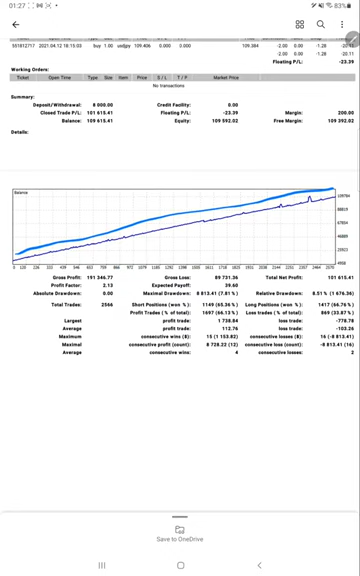 01:27
83%
551812717 2021.04.12 18:15:03 buy 1.00 usdjpy 109.406 0.000 0.000 109.384 -2.00 0.00 -1.28 -20.11
-2.00 0.00 -1.28 -20.11
Floating P/L: -23.39
Working Orders:
Ticket Open Time Type Size Item Price S / L T / P Market Price
No transactions
Summary:
Deposit/Withdrawal: 8 000.00 Credit Facility: 0.00
Closed Trade P/L: 101 615.41 Floating P/L: -23.39 Margin: 200.00
Balance: 109 615.41 Equity: 109 592.02 Free Margin: 109 392.02
Details:
Balance
Gross Profit: 191 346.77 Gross Loss: 89 731.36 Total Net Profit: 101 615.41
Profit Factor: 2.13 Expected Payoff: 39.60
Absolute Drawdown: 0.00 Maximal Drawdown: 8 813.41 (7.81 %) Relative Drawdown: 8.51 % (1 676.36)
Total Trades: 2566 Short Positions (won %): 1149 (65.36 %) Long Positions (won %): 1417 (66.76 %)
Profit Trades (% of total): 1697 (66.13 %) Loss trades (% of total): 869 (33.87 %)
Largest profit trade: 1 738.84 loss trade: -778.78
Average profit trade: 112.76 loss trade: -103.26
Maximum consecutive wins ($): 15 (1 153.82) consecutive losses ($): 16 (-8 813.41)
Maximal consecutive profit (count): 8 728.22 (12) consecutive loss (count): -8 813.41 (16)
Average consecutive wins: 4 consecutive losses: 2
Save to OneDrive